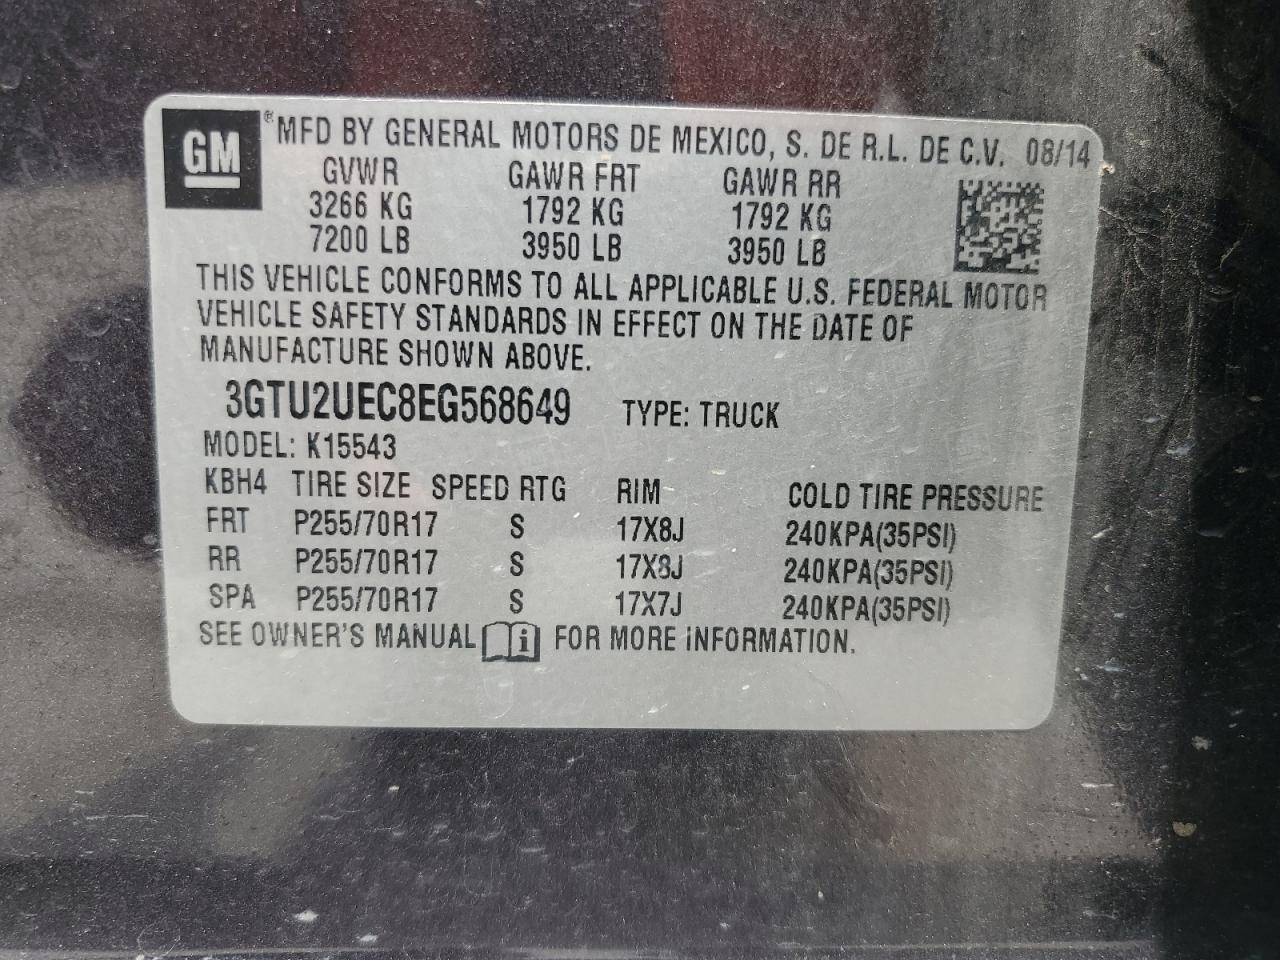 GM ® MFD BY GENERAL MOTORS DE MEXICO, S. DE R.L. DE C.V. 08/14
GVWR GAWR FRT GAWR RR
3266 KG 1792 KG 1792 KG
7200 LB 3950 LB 3950 LB
THIS VEHICLE CONFORMS TO ALL APPLICABLE U.S. FEDERAL MOTOR
VEHICLE SAFETY STANDARDS IN EFFECT ON THE DATE OF
MANUFACTURE SHOWN ABOVE.
3GTU2UEC8EG568649 TYPE: TRUCK
MODEL: K15543
KBH4 TIRE SIZE SPEED RTG RIM COLD TIRE PRESSURE
FRT P255/70R17 S 17X8J 240KPA(35PSI)
RR P255/70R17 S 17X8J 240KPA(35PSI)
SPA P255/70R17 S 17X7J 240KPA(35PSI)
SEE OWNER'S MANUAL i FOR MORE INFORMATION.